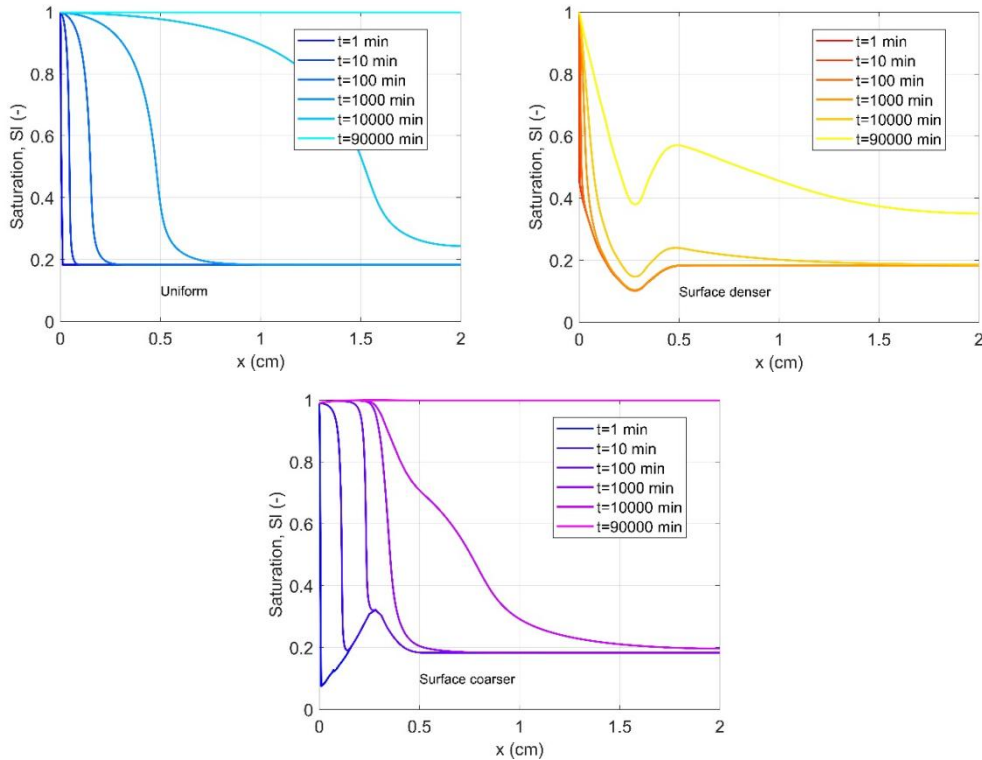 1
0.8
0.6
0.4
0.2
0
Saturation, Sl (-)
t=1 min
t=10 min
t=100 min
t=1000 min
t=10000 min
t=90000 min
Uniform
0 0.5 1 1.5 2
x (cm)
1
0.8
0.6
0.4
0.2
0
Saturation, Sl (-)
t=1 min
t=10 min
t=100 min
t=1000 min
t=10000 min
t=90000 min
Surface denser
0 0.5 1 1.5 2
x (cm)
1
0.8
0.6
0.4
0.2
0
Saturation, Sl (-)
t=1 min
t=10 min
t=100 min
t=1000 min
t=10000 min
t=90000 min
Surface coarser
0 0.5 1 1.5 2
x (cm)